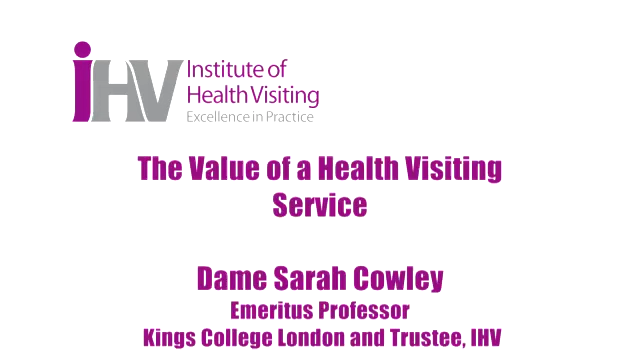 iHV Institute of
Health Visiting
Excellence in Practice
The Value of a Health Visiting
Service
Dame Sarah Cowley
Emeritus Professor
Kings College London and Trustee, IHV